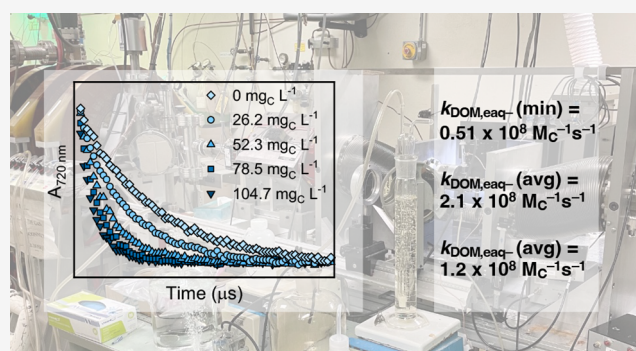 0 mgC L-1
26.2 mgC L-1
52.3 mgC L-1
78.5 mgC L-1
104.7 mgC L-1
A720 nm
Time (μs)
kDOM,eaq– (min) =
0.51 x 10⁸ MC⁻¹s⁻¹
kDOM,eaq– (avg) =
2.1 x 10⁸ MC⁻¹s⁻¹
kDOM,eaq– (avg) =
1.2 x 10⁸ MC⁻¹s⁻¹